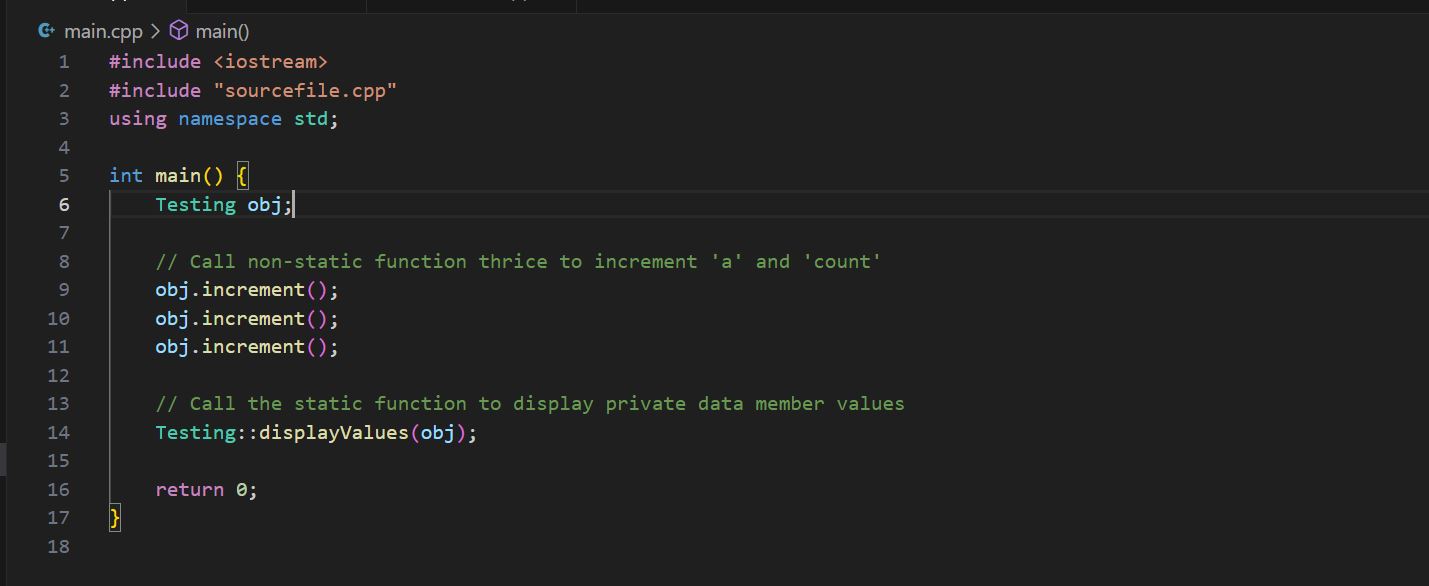 main.cpp > main()
1 #include <iostream>
2 #include "sourcefile.cpp"
3 using namespace std;
4
5 int main() {
6     Testing obj;
7
8     // Call non-static function thrice to increment 'a' and 'count'
9     obj.increment();
10     obj.increment();
11     obj.increment();
12
13     // Call the static function to display private data member values
14     Testing::displayValues(obj);
15
16     return 0;
17 }
18